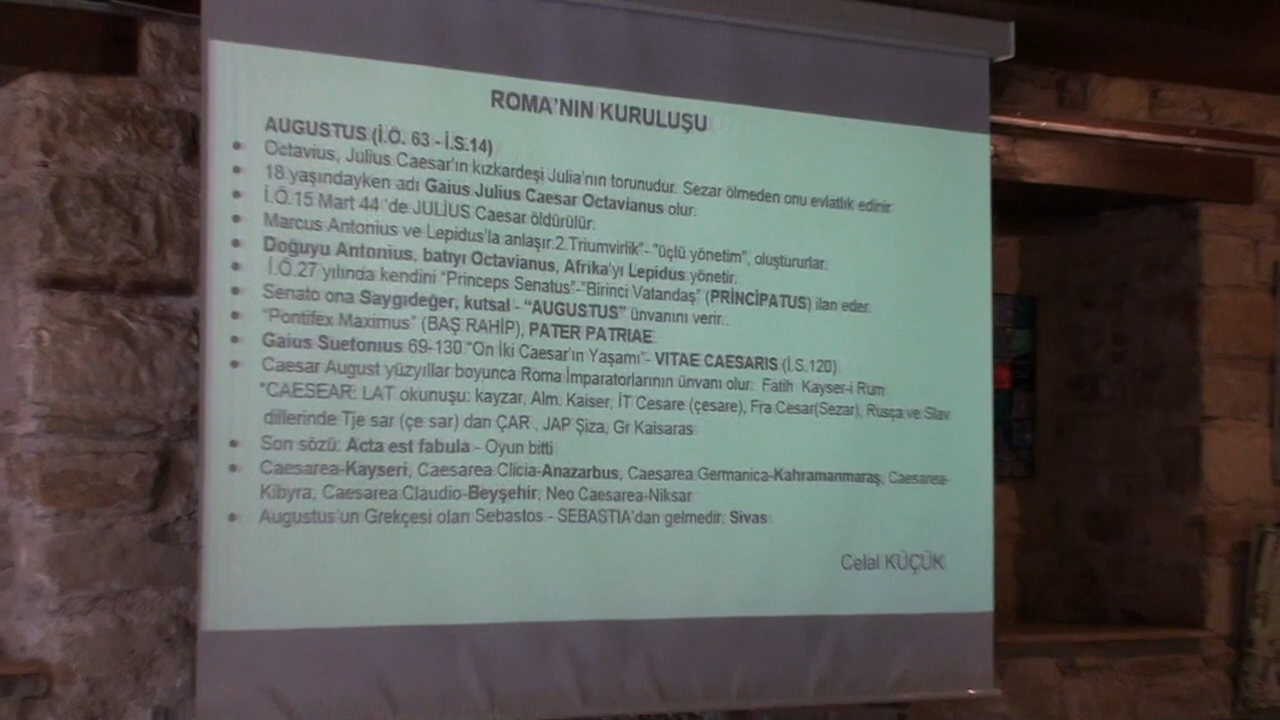 ROMA'NIN KURULUŞU
AUGUSTUS (İ.Ö. 63 - İ.S.14)
Octavius, Julius Caesar'ın kızkardeşi Julia'nın torunudur. Sezar ölmeden onu evlatlık edinir.
18 yaşındayken adı Gaius Julius Caesar Octavianus olur.
İ.Ö.15 Mart 44 'de JULİUS Caesar öldürülür.
Marcus Antonius ve Lepidus'la anlaşır.2.Triumvirlik"- "üçlü yönetim", oluştururlar.
Doğuyu Antonius, batıyı Octavianus, Afrika'yı Lepidus yönetir.
İ.Ö.27 yılında kendini "Princeps Senatus"-"Birinci Vatandaş" (PRİNCİPATUS) ilan eder.
Senato ona Saygıdeğer, kutsal - "AUGUSTUS" ünvanını verir..
"Pontifex Maximus" (BAŞ RAHİP), PATER PATRIAE
Gaius Suetonius 69-130 "On İki Caesar'ın Yaşamı"- VITAE CAESARIS (İ.S.120)
Caesar August yüzyıllar boyunca Roma İmparatorlarının ünvanı olur. Fatih Kayser-i Rum
"CAESEAR: LAT okunuşu: kayzar, Alm. Kaiser, İT Cesare (çesare), Fra Cesar(Sezar), Rusça ve Slav
dillerinde Tje sar (çe sar) dan ÇAR , JAP Şiza, Gr Kaisaras.
Son sözü: Acta est fabula - Oyun bitti
Caesarea-Kayseri, Caesarea Clicia-Anazarbus, Caesarea Germanica-Kahramanmaraş, Caesarea-
Kibyra, Caesarea Claudio-Beyşehir, Neo Caesarea-Niksar
Augustus'un Grekçesi olan Sebastos - SEBASTIA'dan gelmedir. Sivas
Celal KÜÇÜK